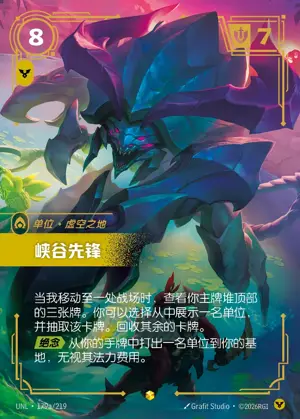 8
7
单位·虚空之地
峡谷先锋
当我移动至一处战场时，查看你主牌堆顶部
的三张牌。你可以选择从中展示一名单位，
并抽取该卡牌。回收其余的卡牌。
绝念 从你的手牌中打出一名单位到你的基
地，无视其法力费用。
UNL
Grafit Studio
©2026RGI